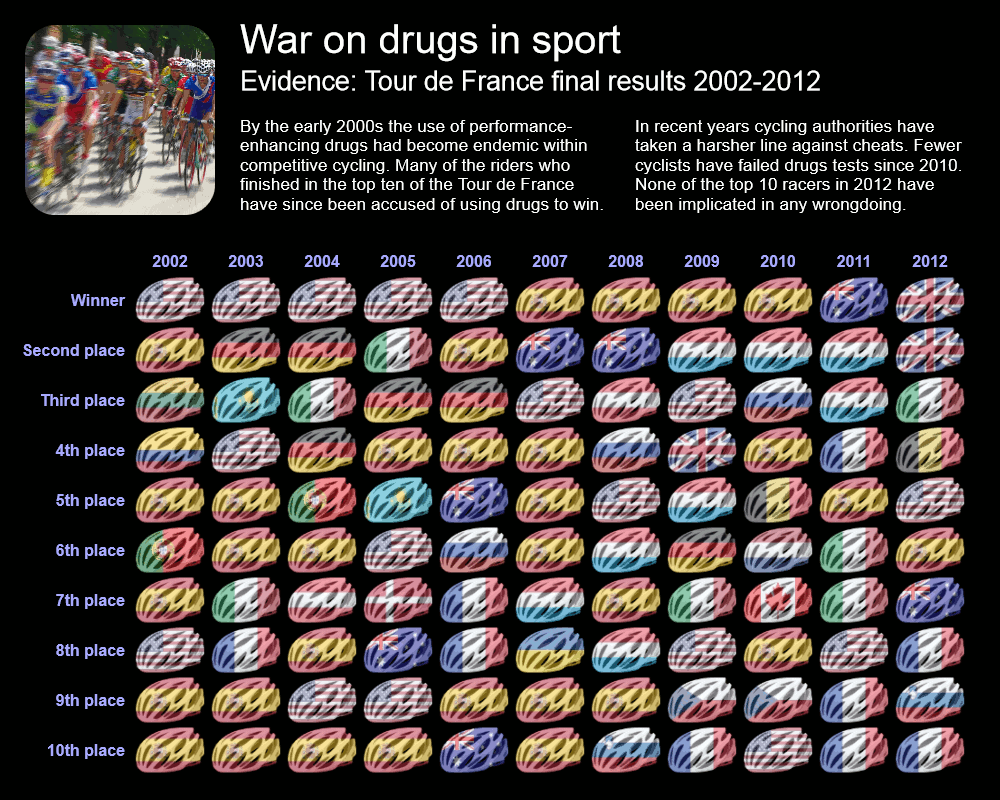 War on drugs in sport
Evidence: Tour de France final results 2002-2012
By the early 2000s the use of performance-
enhancing drugs had become endemic within
competitive cycling. Many of the riders who
finished in the top ten of the Tour de France
have since been accused of using drugs to win.
In recent years cycling authorities have
taken a harsher line against cheats. Fewer
cyclists have failed drugs tests since 2010.
None of the top 10 racers in 2012 have
been implicated in any wrongdoing.
2002 2003 2004 2005 2006 2007 2008 2009 2010 2011 2012
Winner
Second place
Third place
4th place
5th place
6th place
7th place
8th place
9th place
10th place